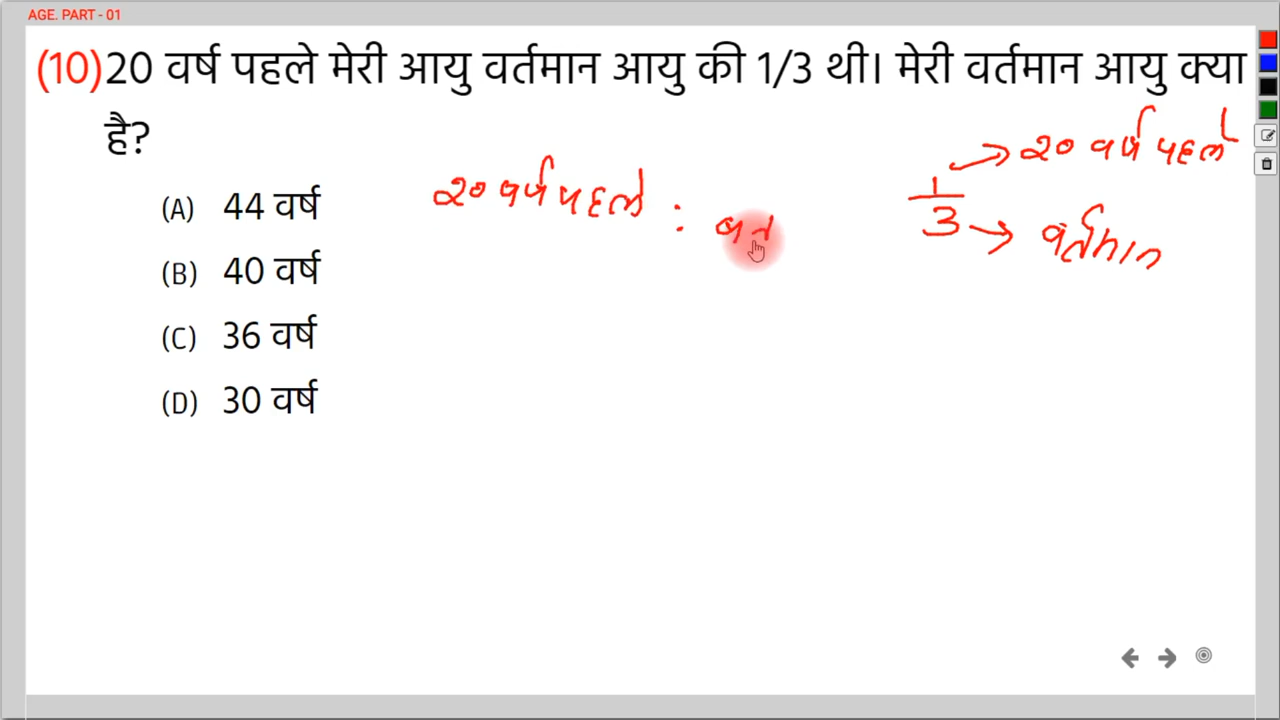 AGE. PART - 01
(10) 20 वर्ष पहले मेरी आयु वर्तमान आयु की 1/3 थी। मेरी वर्तमान आयु क्या
है?
(A) 44 वर्ष
(B) 40 वर्ष
(C) 36 वर्ष
(D) 30 वर्ष
२० वर्ष पहले :
1/3
→ २० वर्ष पहले
→ वर्तमान